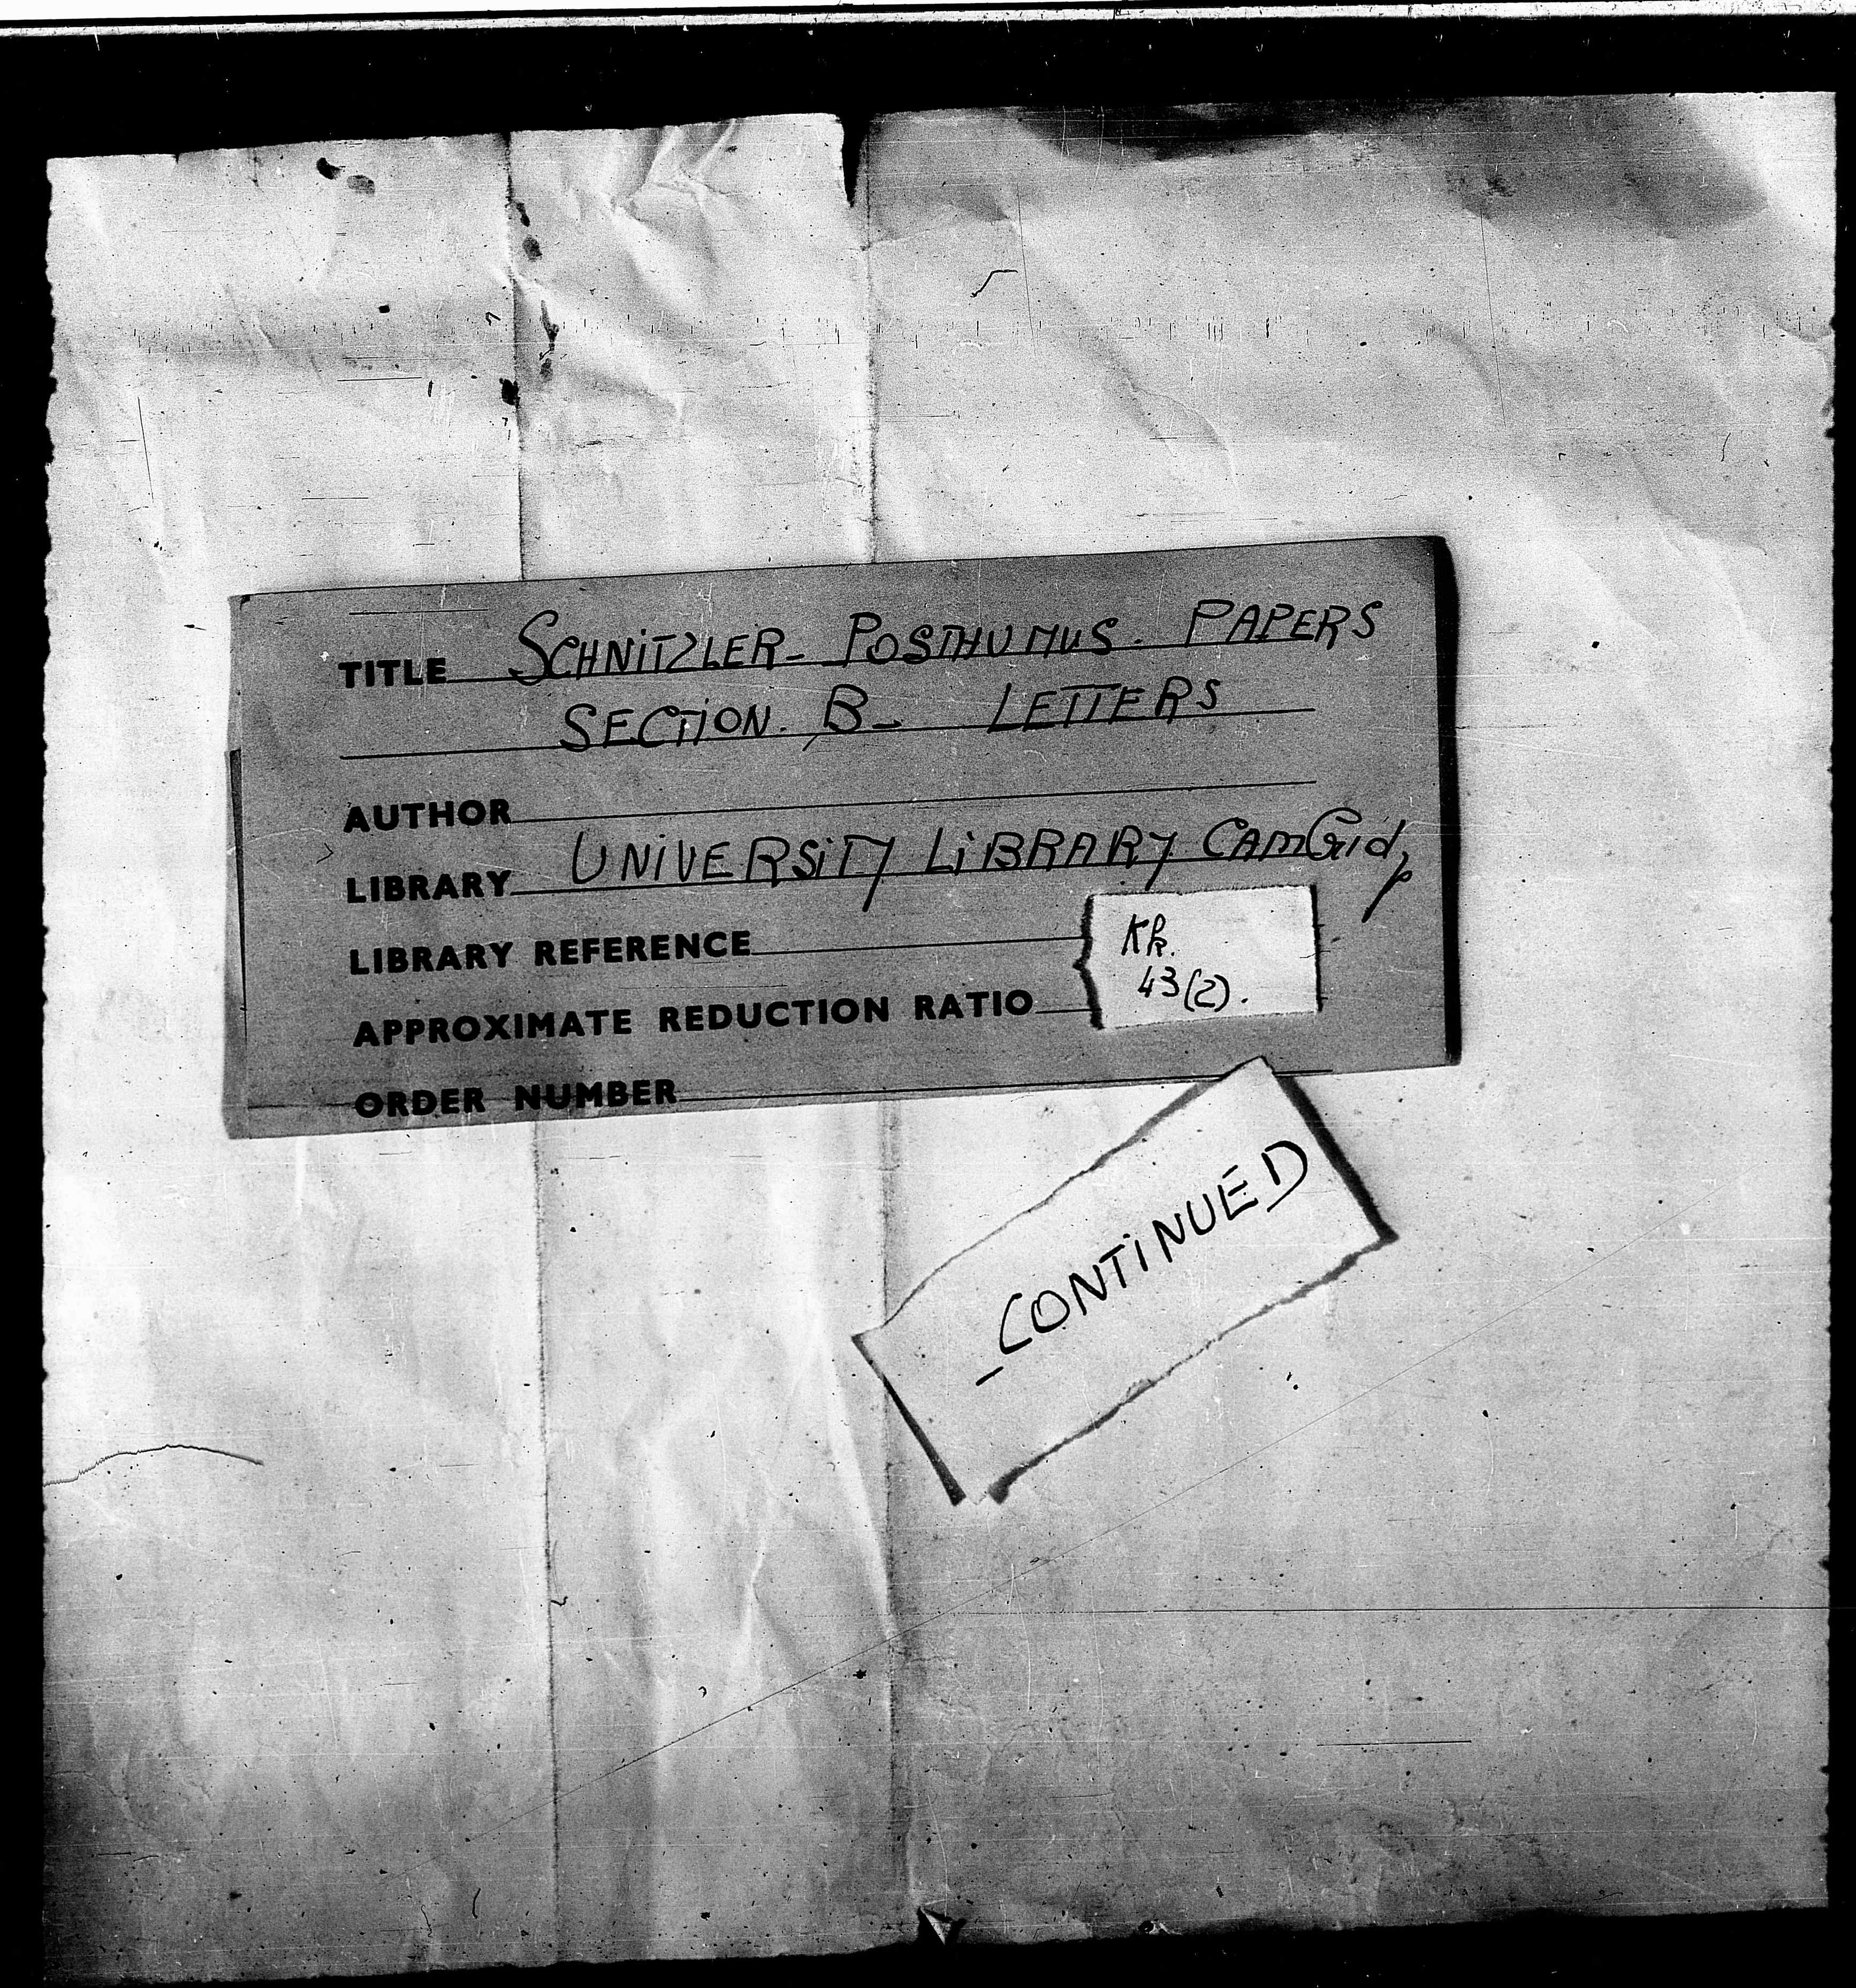 TITLE SCHNITZLER- POSTHUMUS. PAPERS
SECTION. B- LETTERS
AUTHOR
LIBRARY UNIVERSITY LIBRARY
LIBRARY REFERENCE
Kk.
43(2).
APPROXIMATE REDUCTION RATIO
ORDER NUMBER
-CONTINUED